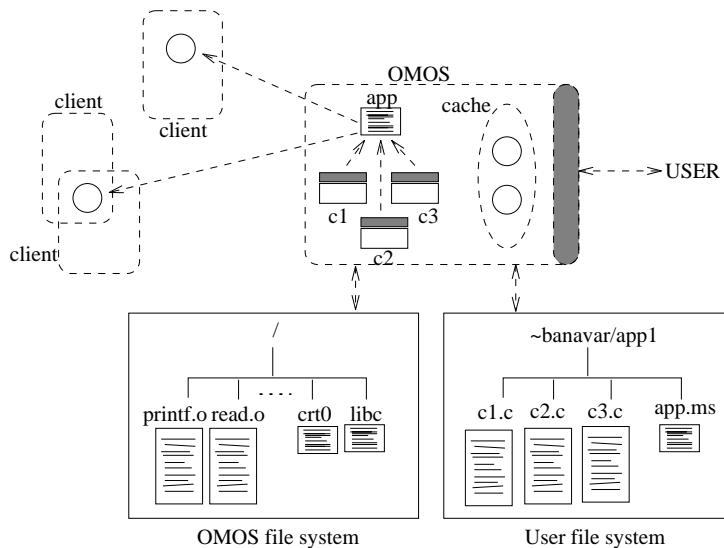 OMOS
client
app
cache
client
client
c1
c3
c2
USER
/
....
printf.o read.o crt0 libc
OMOS file system
~banavar/app1
c1.c c2.c c3.c app.ms
User file system